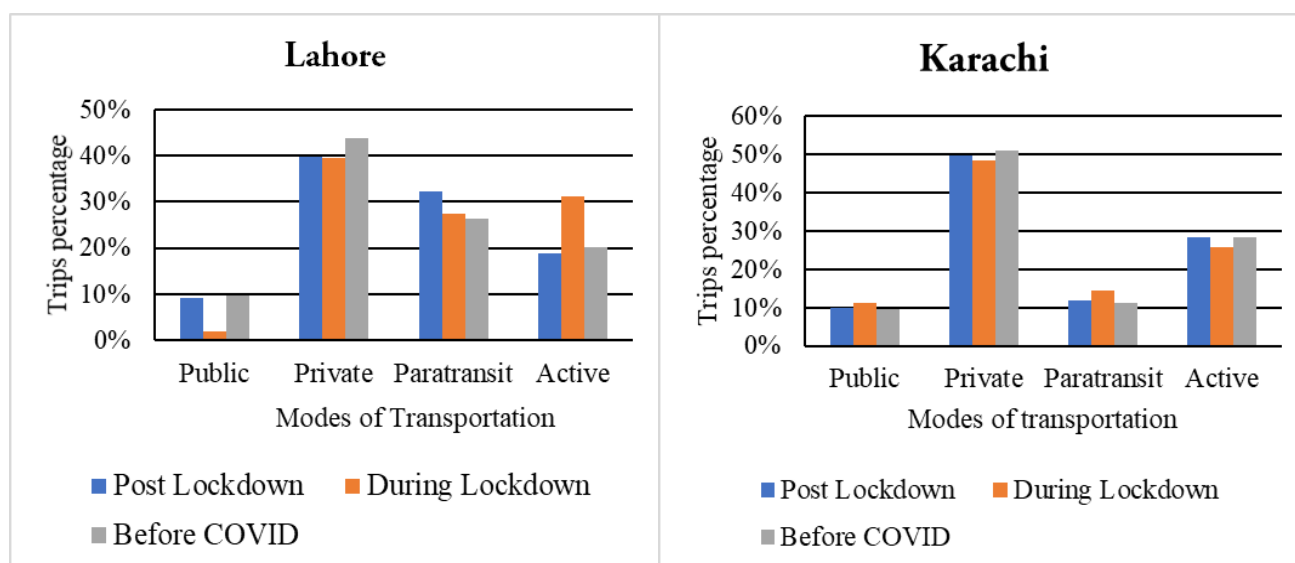 Lahore
Trips percentage
50%
40%
30%
20%
10%
0%
Public Private Paratransit Active
Modes of Transportation
Post Lockdown During Lockdown
Before COVID
Karachi
Trips percentage
60%
50%
40%
30%
20%
10%
0%
Public Private Paratransit Active
Modes of transportation
Post Lockdown During Lockdown
Before COVID